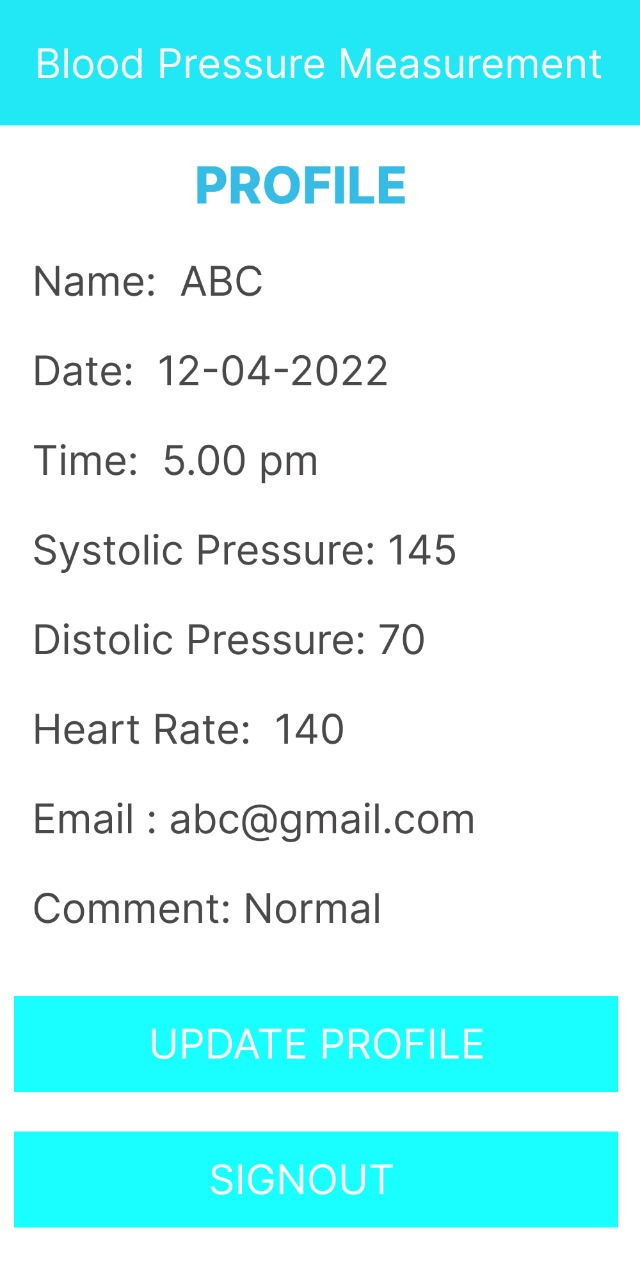 Blood Pressure Measurement
PROFILE
Name: ABC
Date: 12-04-2022
Time: 5.00 pm
Systolic Pressure: 145
Distolic Pressure: 70
Heart Rate: 140
Email : abc@gmail.com
Comment: Normal
UPDATE PROFILE
SIGNOUT